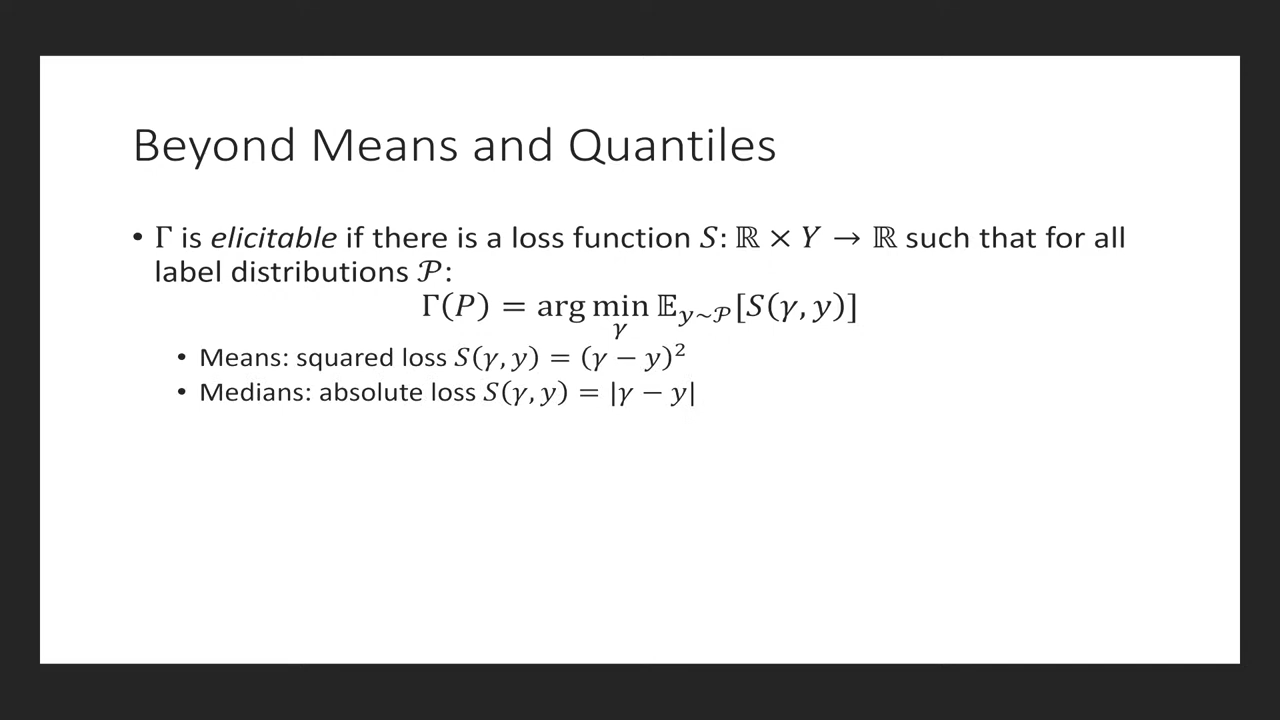 Beyond Means and Quantiles
• Γ is elicitable if there is a loss function 𝑆: ℝ × 𝑌 → ℝ such that for all
label distributions 𝒫:
Γ(𝑃) = arg min 𝔼𝑦~𝒫[𝑆(𝛾, 𝑦)]
𝛾
• Means: squared loss 𝑆(𝛾, 𝑦) = (𝛾 − 𝑦)²
• Medians: absolute loss 𝑆(𝛾, 𝑦) = |𝛾 − 𝑦|